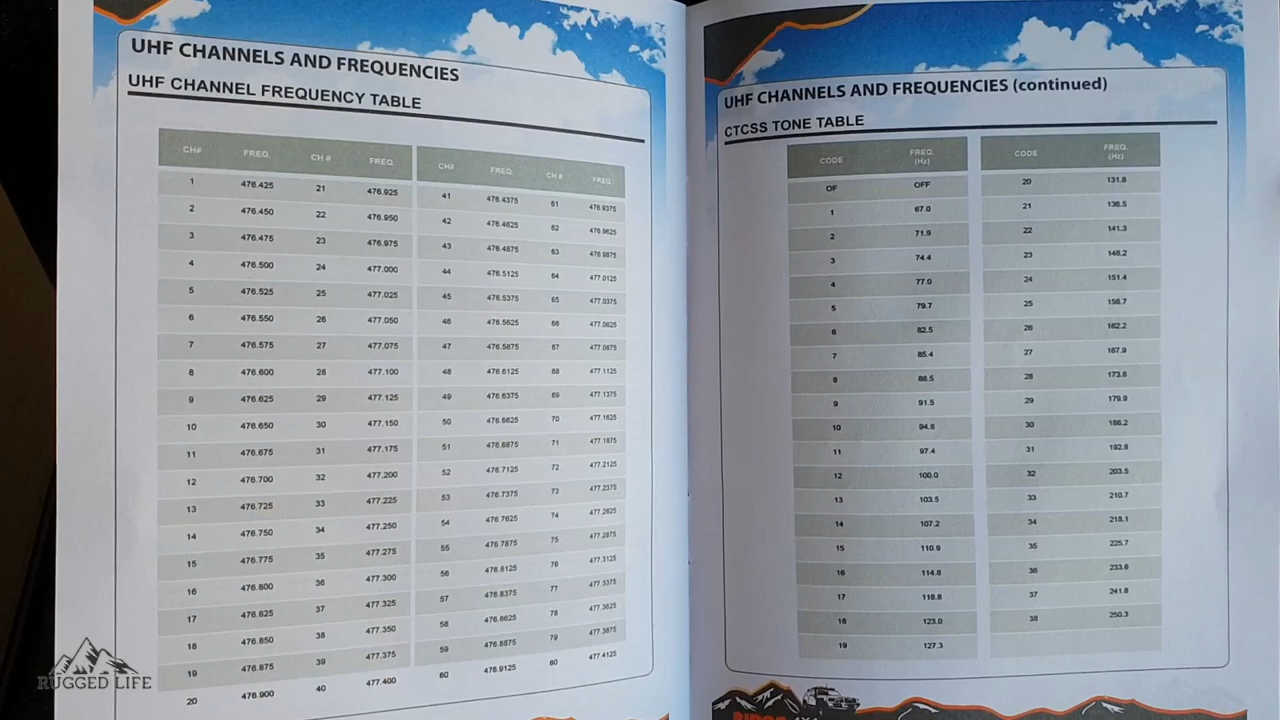 UHF CHANNELS AND FREQUENCIES
UHF CHANNEL FREQUENCY TABLE
CH# FREQ. CH # FREQ. CH# FREQ. CH # FREQ.
1 476.425 21 476.925 41 476.4375 61 476.9375
2 476.450 22 476.950 42 476.4625 62 476.9625
3 476.475 23 476.975 43 476.4875 63 476.9875
4 476.500 24 477.000 44 476.5125 64 477.0125
5 476.525 25 477.025 45 476.5375 65 477.0375
6 476.550 26 477.050 46 476.5625 66 477.0625
7 476.575 27 477.075 47 476.5875 67 477.0875
8 476.600 28 477.100 48 476.6125 68 477.1125
9 476.625 29 477.125 49 476.6375 69 477.1375
10 476.650 30 477.150 50 476.6625 70 477.1625
11 476.675 31 477.175 51 476.6875 71 477.1875
12 476.700 32 477.200 52 476.7125 72 477.2125
13 476.725 33 477.225 53 476.7375 73 477.2375
14 476.750 34 477.250 54 476.7625 74 477.2625
15 476.775 35 477.275 55 476.7875 75 477.2875
16 476.800 36 477.300 56 476.8125 76 477.3125
17 476.825 37 477.325 57 476.8375 77 477.3375
18 476.850 38 477.350 58 476.8625 78 477.3625
19 476.875 39 477.375 59 476.8875 79 477.3875
20 476.900 40 477.400 60 476.9125 80 477.4125
RUGGED LIFE
UHF CHANNELS AND FREQUENCIES (continued)
CTCSS TONE TABLE
CODE FREQ. (Hz) CODE FREQ. (Hz)
OF OFF 20 131.8
1 67.0 21 136.5
2 71.9 22 141.3
3 74.4 23 146.2
4 77.0 24 151.4
5 79.7 25 156.7
6 82.5 26 162.2
7 85.4 27 167.9
8 88.5 28 173.8
9 91.5 29 179.9
10 94.8 30 186.2
11 97.4 31 192.8
12 100.0 32 203.5
13 103.5 33 210.7
14 107.2 34 218.1
15 110.9 35 225.7
16 114.8 36 233.6
17 118.8 37 241.8
18 123.0 38 250.3
19 127.3